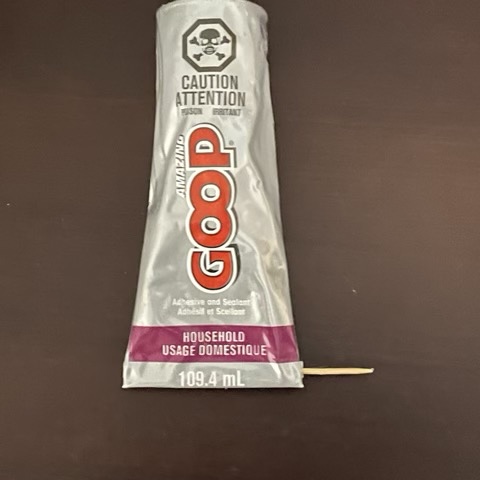 CAUTION
ATTENTION
POISON IRRITANT
AMAZING
GOOP®
Adhesive and Sealant
Adhésif et Scellant
HOUSEHOLD
USAGE DOMESTIQUE
109.4 mL